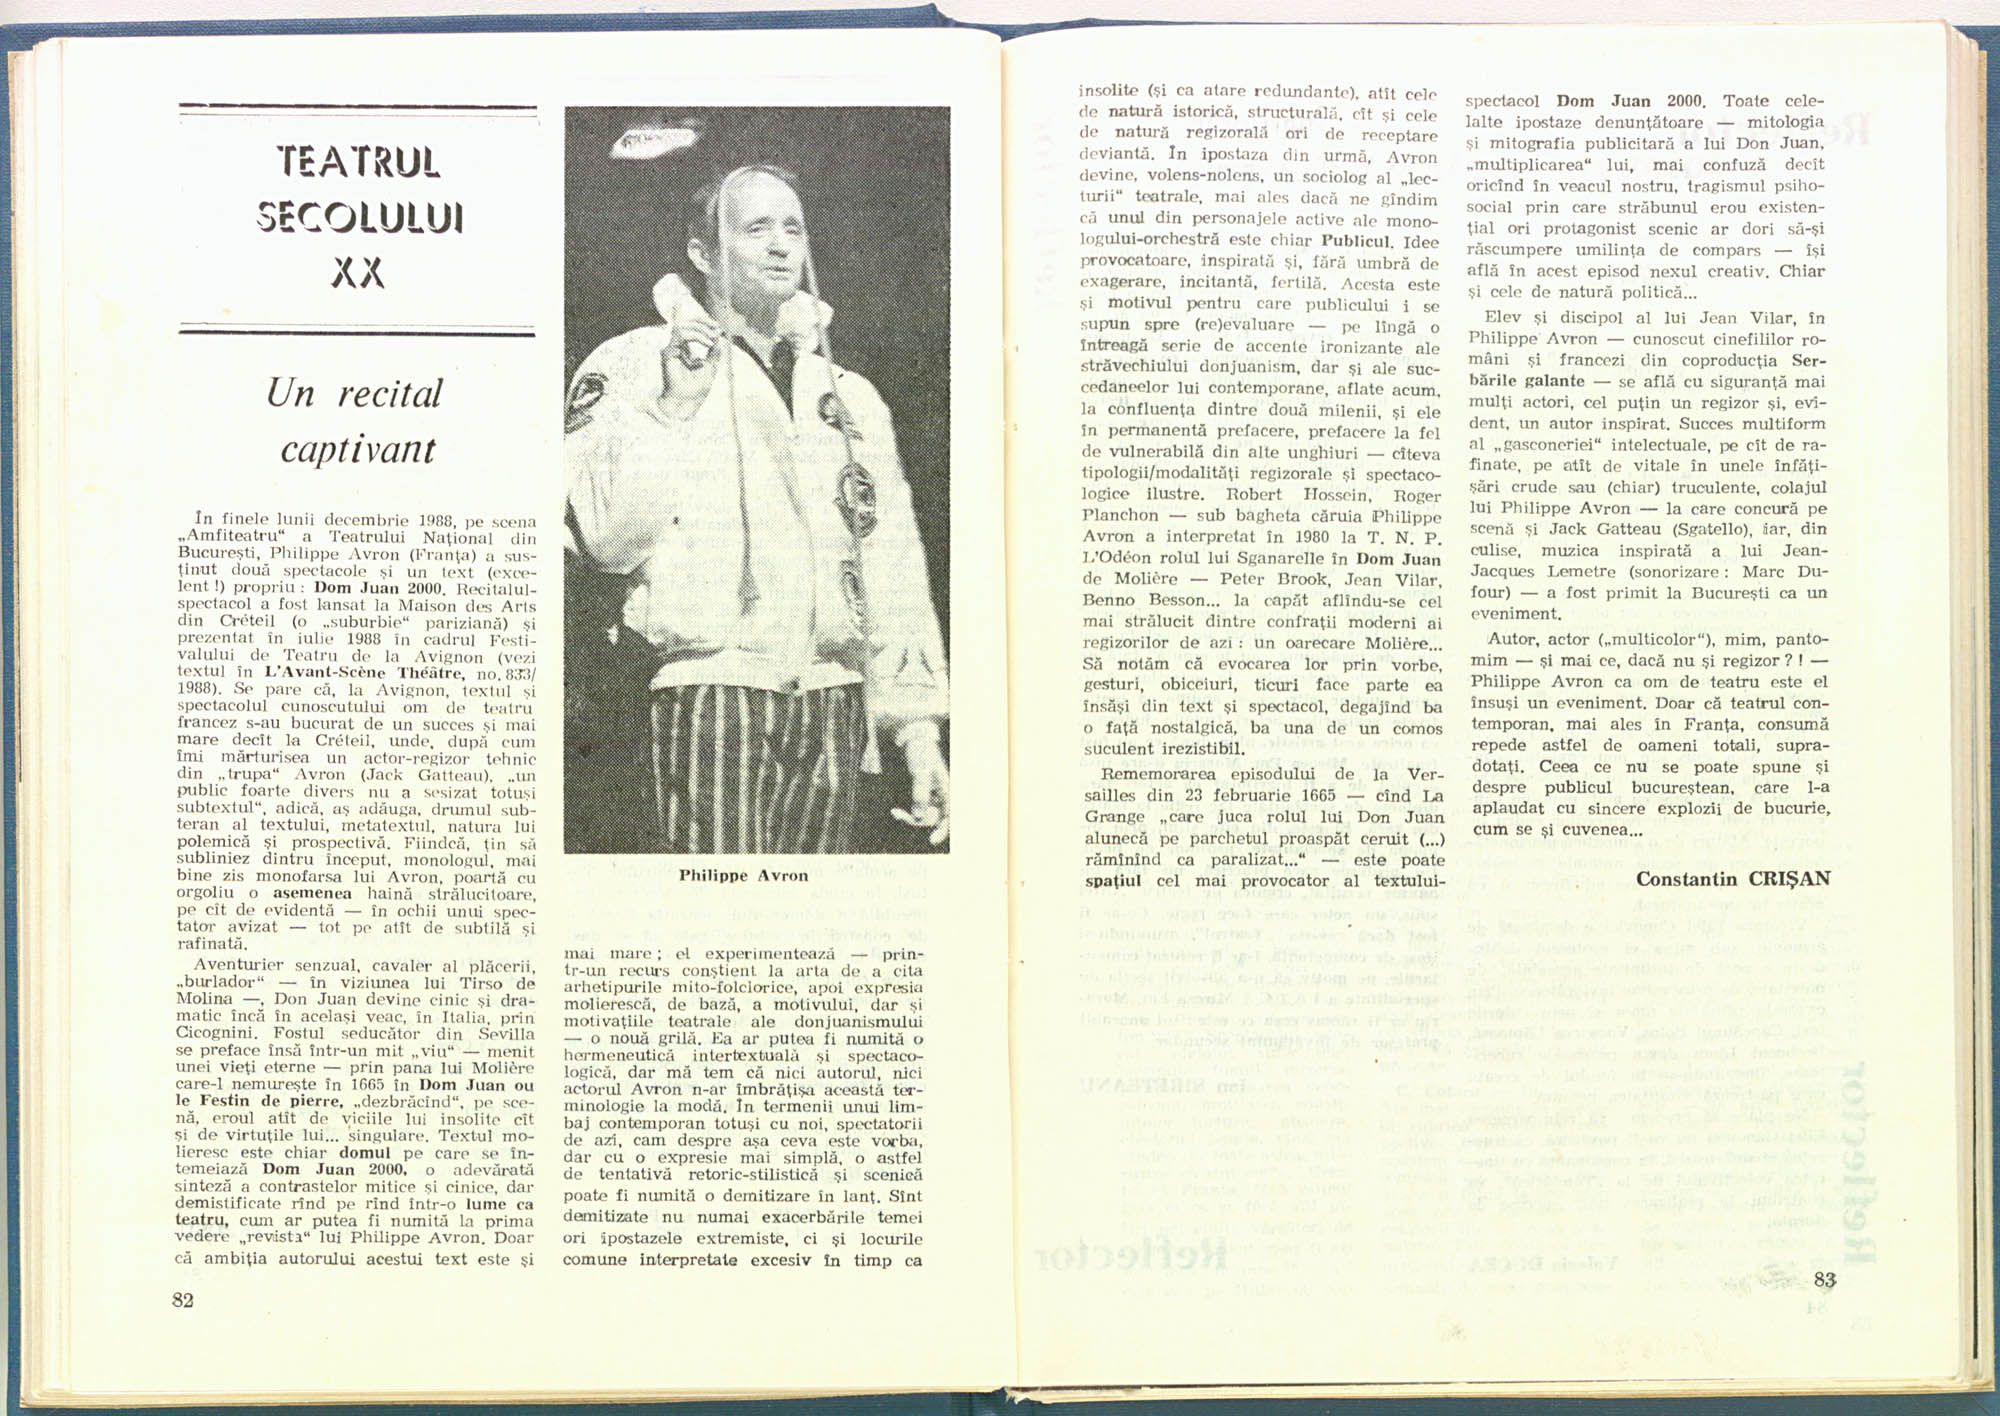 TEATRUL
SECOLULUI
XX
Un recital
captivant
În finele lunii decembrie 1988, pe scena
„Amfiteatru“ a Teatrului Național din
București, Philippe Avron (Franța) a sus-
ținut două spectacole și un text (exce-
lent !) propriu : Dom Juan 2000. Recitalul-
spectacol a fost lansat la Maison des Arts
din Créteil (o „suburbie“ pariziană) și
prezentat în iulie 1988 în cadrul Festi-
valului de Teatru de la Avignon (vezi
textul în L'Avant-Scène Théâtre, no. 833/
1988). Se pare că, la Avignon, textul și
spectacolul cunoscutului om de teatru
francez s-au bucurat de un succes și mai
mare decît la Créteil, unde, după cum
îmi mărturisea un actor-regizor tehnic
din „trupa“ Avron (Jack Gatteau), „un
public foarte divers nu a sesizat totuși
subtextul“, adică, aș adăuga, drumul sub-
teran al textului, metatextul, natura lui
polemică și prospectivă. Fiindcă, țin să
subliniez dintru început, monologul, mai
bine zis monofarsa lui Avron, poartă cu
orgoliu o asemenea haină strălucitoare,
pe cît de evidentă — în ochii unui spec-
tator avizat — tot pe atît de subtilă și
rafinată.
Aventurier senzual, cavaler al plăcerii,
„burlador“ — în viziunea lui Tirso de
Molina —, Don Juan devine cinic și dra-
matic încă în același veac, în Italia, prin
Cicognini. Fostul seducător din Sevilla
se preface însă într-un mit „viu“ — menit
unei vieți eterne — prin pana lui Molière
care-l nemurește în 1665 în Dom Juan ou
le Festin de pierre, „dezbrăcînd“, pe sce-
nă, eroul atît de viciile lui insolite cît
și de virtuțile lui... singulare. Textul mo-
lieresc este chiar domul pe care se în-
temeiază Dom Juan 2000, o adevărată
sinteză a contrastelor mitice și cinice, dar
demistificate rînd pe rînd într-o lume ca
teatru, cum ar putea fi numită la prima
vedere „revista“ lui Philippe Avron. Doar
că ambiția autorului acestui text este și
82
Philippe Avron
mai mare ; el experimentează — prin-
tr-un recurs conștient la arta de a cita
arhetipurile mito-folclorice, apoi expresia
molierescă, de bază, a motivului, dar și
motivațiile teatrale ale donjuanismului
— o nouă grilă. Ea ar putea fi numită o
hermeneutică intertextuală și spectaco-
logică, dar mă tem că nici autorul, nici
actorul Avron n-ar îmbrățișa această ter-
minologie la modă. În termenii unui lim-
baj contemporan totuși cu noi, spectatorii
de azi, cam despre așa ceva este vorba,
dar cu o expresie mai simplă, o astfel
de tentativă retoric-stilistică și scenică
poate fi numită o demitizare în lanț. Sînt
demitizate nu numai exacerbările temei
ori ipostazele extremiste, ci și locurile
comune interpretate excesiv în timp ca
insolite (și ca atare redundante), atît cele
de natură istorică, structurală, cît și cele
de natură regizorală ori de receptare
deviantă. În ipostaza din urmă, Avron
devine, volens-nolens, un sociolog al „lec-
turii“ teatrale, mai ales dacă ne gîndim
că unul din personajele active ale mono-
logului-orchestră este chiar Publicul. Idee
provocatoare, inspirată și, fără umbră de
exagerare, incitantă, fertilă. Acesta este
și motivul pentru care publicului i se
supun spre (re)evaluare — pe lîngă o
întreagă serie de accente ironizante ale
străvechiului donjuanism, dar și ale suc-
cedaneelor lui contemporane, aflate acum,
la confluența dintre două milenii, și ele
în permanentă prefacere, prefacere la fel
de vulnerabilă din alte unghiuri — cîteva
tipologii/modalități regizorale și spectaco-
logice ilustre. Robert Hossein, Roger
Planchon — sub bagheta căruia Philippe
Avron a interpretat în 1980 la T. N. P.
L'Odéon rolul lui Sganarelle în Dom Juan
de Molière — Peter Brook, Jean Vilar,
Benno Besson... la capăt aflîndu-se cel
mai strălucit dintre confrații moderni ai
regizorilor de azi : un oarecare Molière...
Să notăm că evocarea lor prin vorbe,
gesturi, obiceiuri, ticuri face parte ea
însăși din text și spectacol, degajînd ba
o față nostalgică, ba una de un comos
suculent irezistibil.
Rememorarea episodului de la Ver-
sailles din 23 februarie 1665 — cînd La
Grange „care juca rolul lui Don Juan
alunecă pe parchetul proaspăt ceruit (...)
rămînînd ca paralizat...“ — este poate
spațiul cel mai provocator al textului-
spectacol Dom Juan 2000. Toate cele-
lalte ipostaze denunțătoare — mitologia
și mitografia publicitară a lui Don Juan,
„multiplicarea“ lui, mai confuză decît
oricînd în veacul nostru, tragismul psiho-
social prin care străbunul erou existen-
țial ori protagonist scenic ar dori să-și
răscumpere umilința de compars — își
află în acest episod nexul creativ. Chiar
și cele de natură politică...
Elev și discipol al lui Jean Vilar, în
Philippe Avron — cunoscut cinefililor ro-
mâni și francezi din coproducția Ser-
bările galante — se află cu siguranță mai
mulți actori, cel puțin un regizor și, evi-
dent, un autor inspirat. Succes multiform
al „gasconeriei“ intelectuale, pe cît de ra-
finate, pe atît de vitale în unele înfăți-
șări crude sau (chiar) truculente, colajul
lui Philippe Avron — la care concură pe
scenă și Jack Gatteau (Sgatello), iar, din
culise, muzica inspirată a lui Jean-
Jacques Lemetre (sonorizare : Marc Du-
four) — a fost primit la București ca un
eveniment.
Autor, actor („multicolor“), mim, panto-
mim — și mai ce, dacă nu și regizor ? ! —
Philippe Avron ca om de teatru este el
însuși un eveniment. Doar că teatrul con-
temporan, mai ales în Franța, consumă
repede astfel de oameni totali, supra-
dotați. Ceea ce nu se poate spune și
despre publicul bucureștean, care l-a
aplaudat cu sincere explozii de bucurie,
cum se și cuvenea...
Constantin CRIȘAN
83